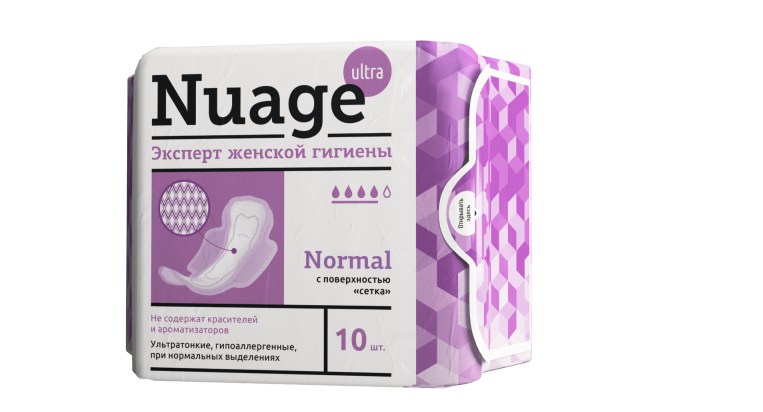 ultra
Nuage
Эксперт женской гигиены
Normal
с поверхностью
«сетка»
Не содержат красителей
и ароматизаторов
Ультратонкие, гипоаллергенные,
при нормальных выделениях
10 шт.
Открывать
здесь